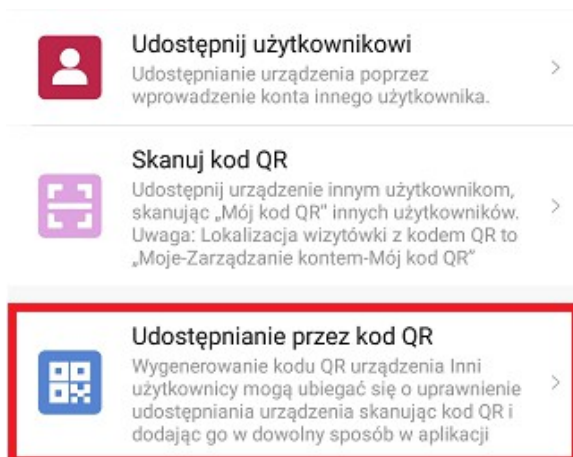 Udostępnij użytkownikowi
Udostępnianie urządzenia poprzez
wprowadzenie konta innego użytkownika.
Skanuj kod QR
Udostępnij urządzenie innym użytkownikom,
skanując „Mój kod QR" innych użytkowników.
Uwaga: Lokalizacja wizytówki z kodem QR to
„Moje-Zarządzanie kontem-Mój kod QR”
Udostępnianie przez kod QR
Wygenerowanie kodu QR urządzenia Inni
użytkownicy mogą ubiegać się o uprawnienie
udostępniania urządzenia skanując kod QR i
dodając go w dowolny sposób w aplikacji